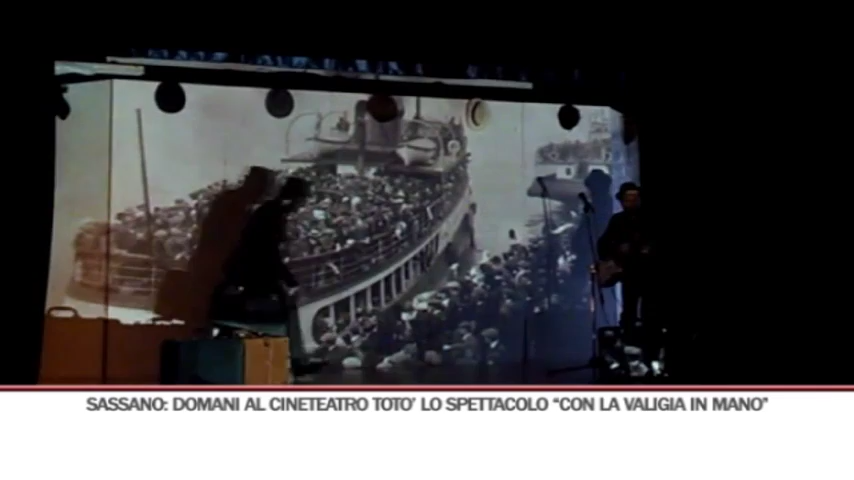 SASSANO: DOMANI AL CINETEATRO TOTO' LO SPETTACOLO “CON LA VALIGIA IN MANO”